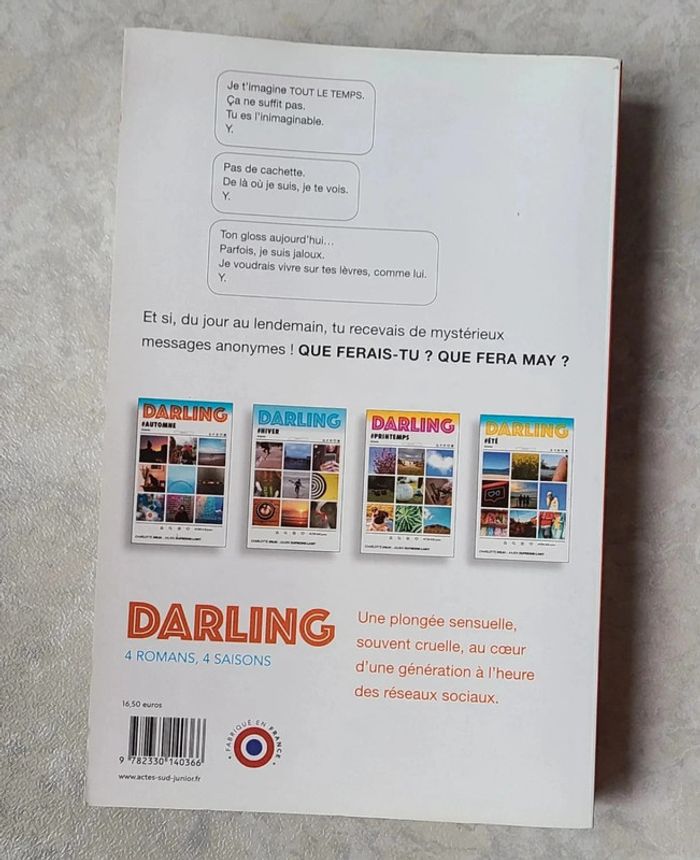 Je t'imagine TOUT LE TEMPS.
Ça ne suffit pas.
Tu es l'inimaginable.
Y.
Pas de cachette.
De là où je suis, je te vois.
Y.
Ton gloss aujourd'hui...
Parfois, je suis jaloux.
Je voudrais vivre sur tes lèvres, comme lui.
Y.
Et si, du jour au lendemain, tu recevais de mystérieux
messages anonymes ! QUE FERAIS-TU ? QUE FERA MAY ?
DARLING
#AUTOMNE
DARLING
#HIVER
DARLING
#PRINTEMPS
DARLING
#ÉTÉ
DARLING
4 ROMANS, 4 SAISONS
Une plongée sensuelle,
souvent cruelle, au cœur
d'une génération à l'heure
des réseaux sociaux.
16,50 euros
9 782330 140366
www.actes-sud-junior.fr
FABRIQUÉ EN FRANCE